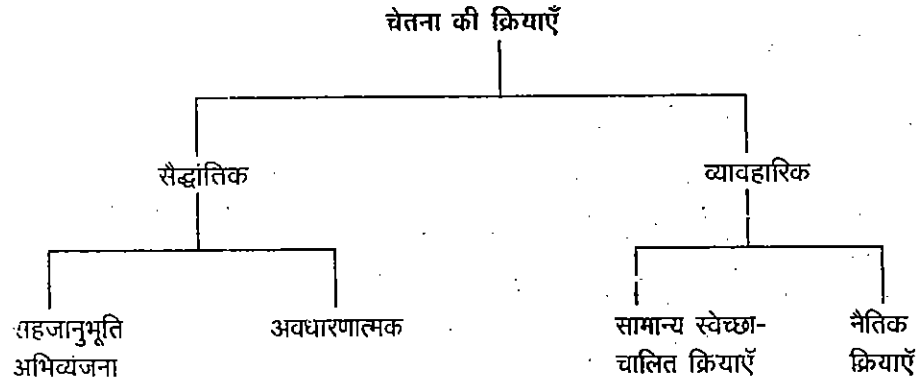 चेतना की क्रियाएँ
सैद्धांतिक
व्यावहारिक
सहजानुभूति
अभिव्यंजना
अवधारणात्मक
सामान्य स्वेच्छा-
चालित क्रियाएँ
नैतिक
क्रियाएँ